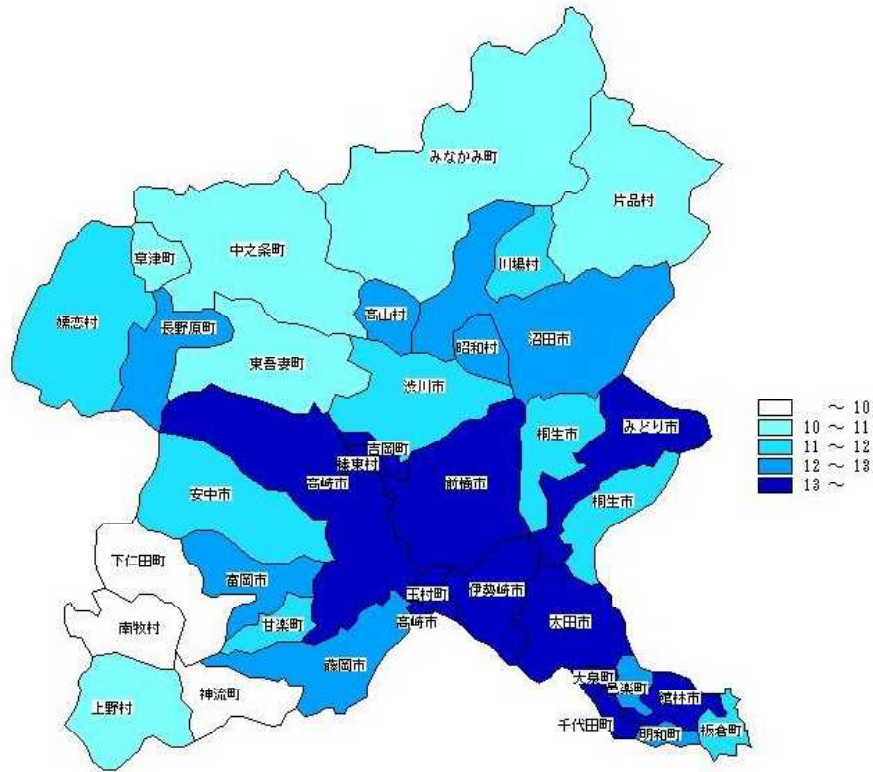 みなかみ町
片品村
中之条町
草津町
川場村
嬬恋村
長野原町
高山村
昭和村
沼田市
東吾妻町
渋川市
～ 10
10 ～ 11
11 ～ 12
12 ～ 13
13 ～
桐生市
みどり市
吉岡町
榛東村
高崎市
前橋市
安中市
桐生市
下仁田町
富岡市
玉村町
伊勢崎市
南牧村
甘楽町
高崎市
太田市
藤岡市
大泉町
邑楽町
館林市
神流町
上野村
千代田町
明和町
板倉町